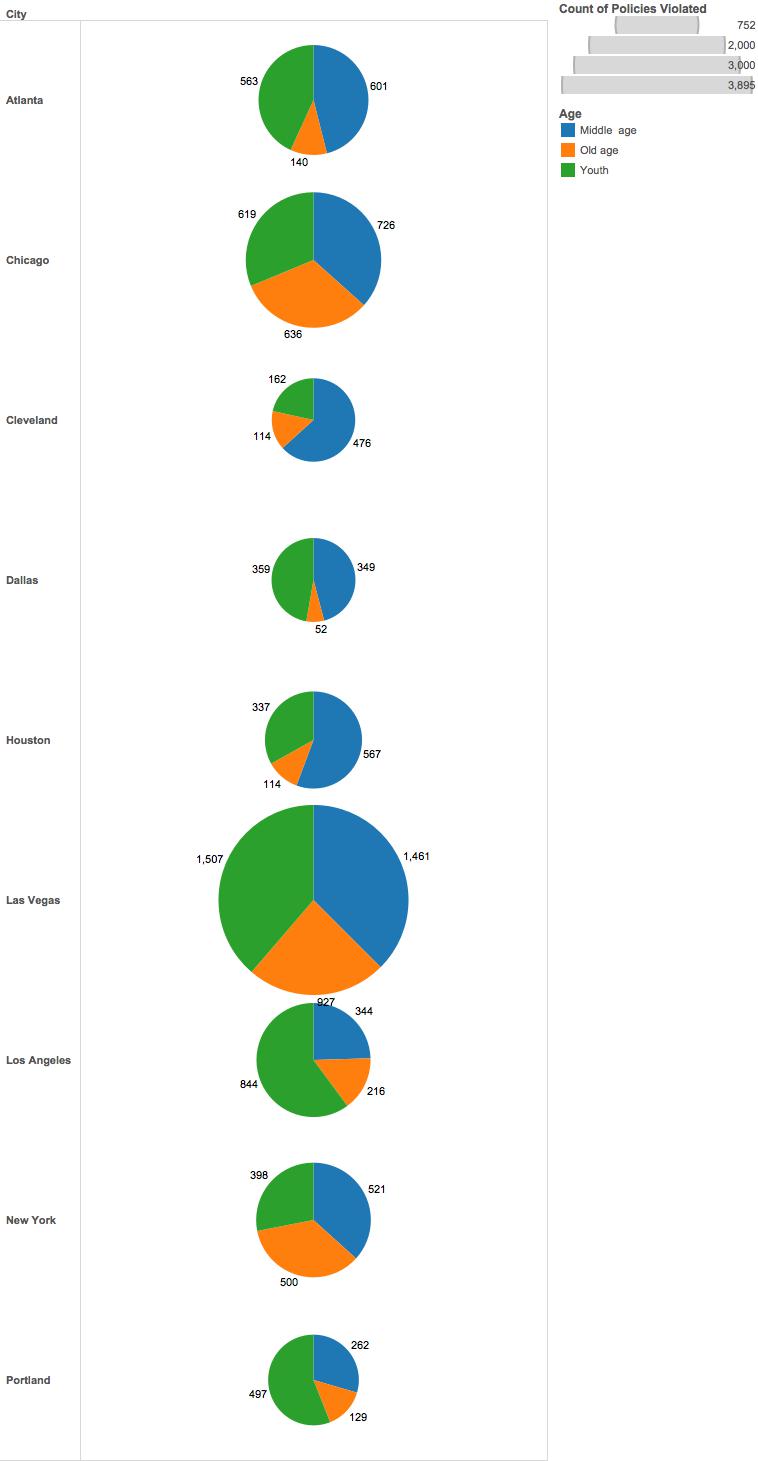 City
Count of Policies Violated
752
2,000
3,000
3,895
Age
Middle age
Old age
Youth
Atlanta
563
601
140
Chicago
619
726
636
Cleveland
162
114
476
Dallas
359
349
52
Houston
337
567
114
Las Vegas
1,507
1,461
927
Los Angeles
344
844
216
New York
398
521
500
Portland
262
497
129